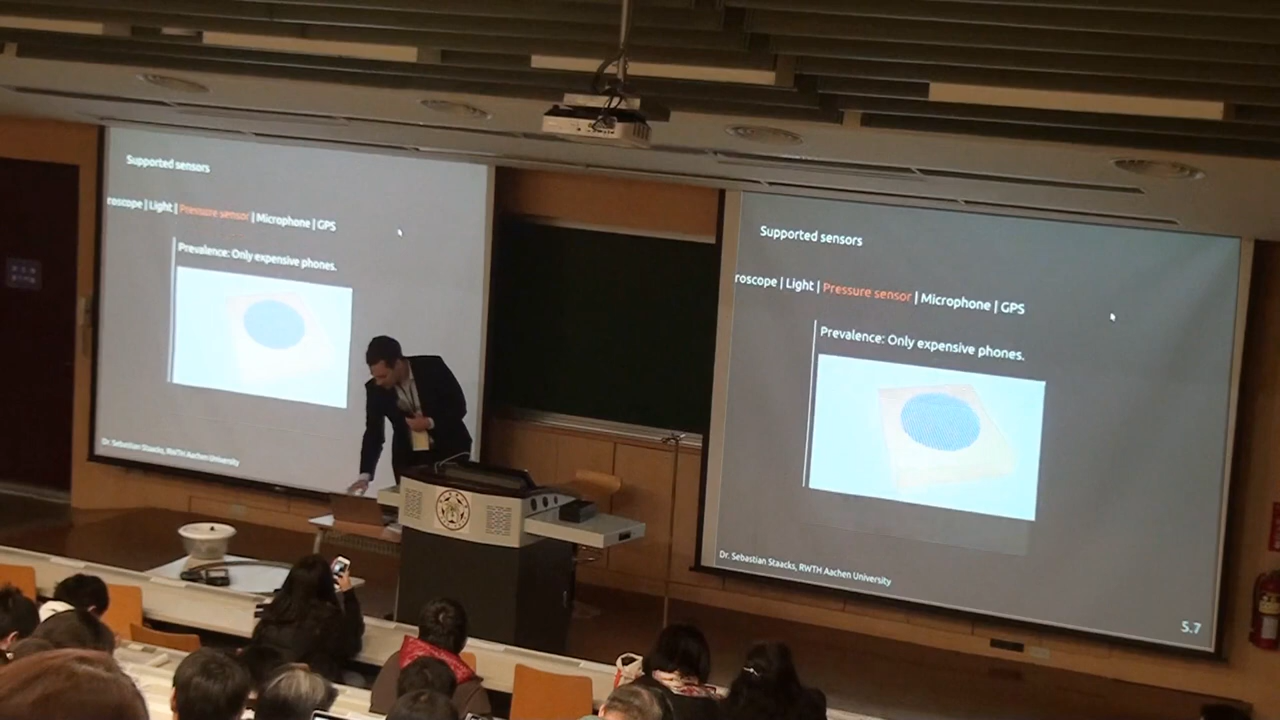 Supported sensors
roscope | Light | Pressure sensor | Microphone | GPS
Prevalence: Only expensive phones.
Dr. Sebastian Staacks, RWTH Aachen University
Supported sensors
roscope | Light | Pressure sensor | Microphone | GPS
Prevalence: Only expensive phones.
Dr. Sebastian Staacks, RWTH Aachen University
5.7